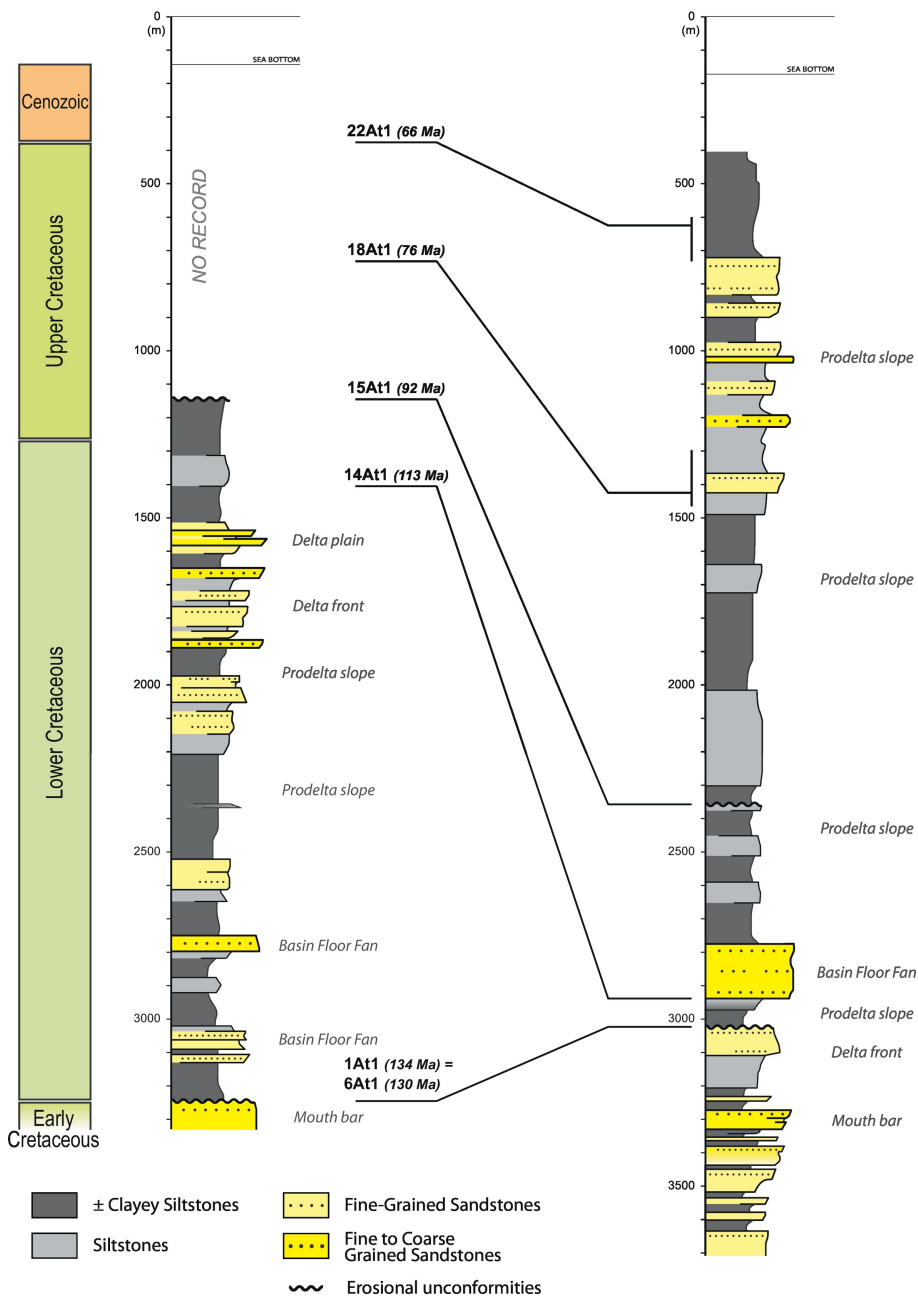 0
(m)
SEA BOTTOM
500
1000
1500
2000
2500
3000
Cenozoic
Upper Cretaceous
Lower Cretaceous
Early
Cretaceous
NO RECORD
Delta plain
Delta front
Prodelta slope
Prodelta slope
Basin Floor Fan
Basin Floor Fan
Mouth bar
22At1 (66 Ma)
18At1 (76 Ma)
15At1 (92 Ma)
14At1 (113 Ma)
1At1 (134 Ma) =
6At1 (130 Ma)
0
(m)
SEA BOTTOM
500
1000
1500
2000
2500
3000
3500
Prodelta slope
Prodelta slope
Prodelta slope
Basin Floor Fan
Prodelta slope
Delta front
Mouth bar
± Clayey Siltstones
Siltstones
Fine-Grained Sandstones
Fine to Coarse
Grained Sandstones
Erosional unconformities